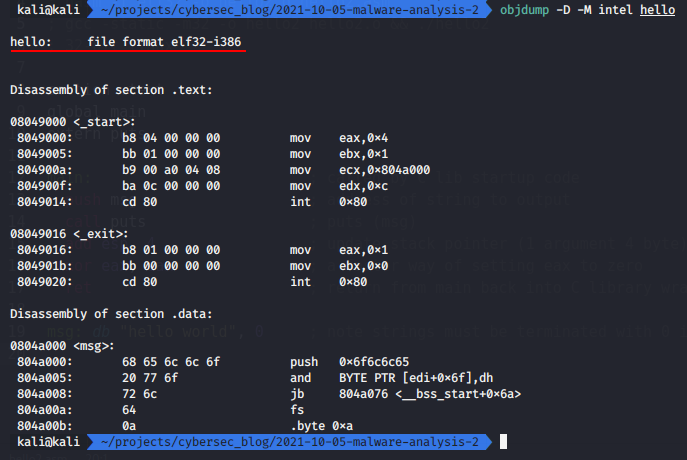 kali@kali ~/projects/cybersec_blog/2021-10-05-malware-analysis-2 objdump -D -M intel hello
hello:     file format elf32-i386
Disassembly of section .text:
08049000 <_start>:
8049000: b8 04 00 00 00 mov eax,0×4
8049005: bb 01 00 00 00 mov ebx,0×1
804900a: b9 00 a0 04 08 mov ecx,0×804a000
804900f: ba 0c 00 00 00 mov edx,0×c
8049014: cd 80 int 0×80
08049016 <_exit>:
8049016: b8 01 00 00 00 mov eax,0×1
804901b: bb 00 00 00 00 mov ebx,0×0
8049020: cd 80 int 0×80
Disassembly of section .data:
0804a000 <msg>:
804a000: 68 65 6c 6c 6f push 0×6f6c6c65
804a005: 20 77 6f and BYTE PTR [edi+0×6f],dh
804a008: 72 6c jb 804a076 <__bss_start+0×6a>
804a00a: 64 fs
804a00b: 0a .byte 0×a
kali@kali ~/projects/cybersec_blog/2021-10-05-malware-analysis-2